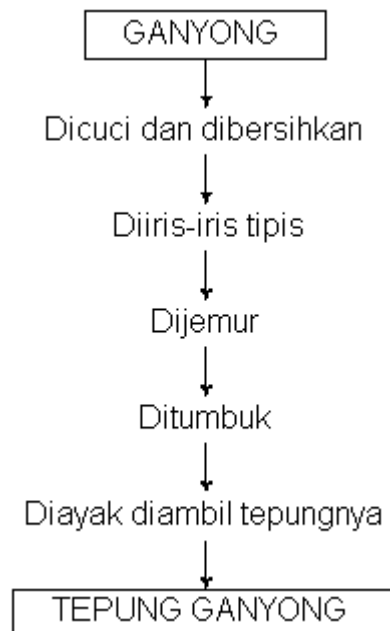 GANYONG
Dicuci dan dibersihkan
Diiris-iris tipis
Dijemur
Ditumbuk
Diayak diambil tepungnya
TEPUNG GANYONG